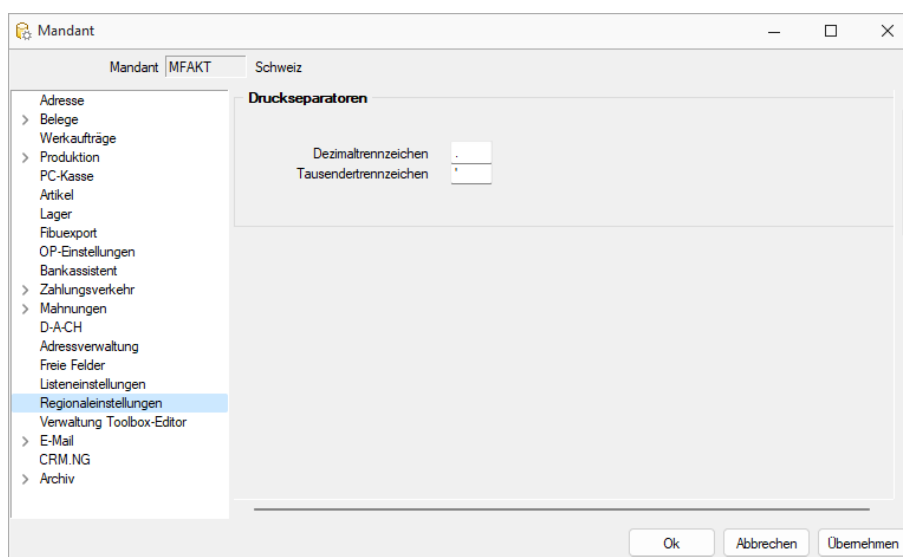 Mandant
Mandant MFAKT Schweiz
Adresse
Belege
Werkaufträge
Produktion
PC-Kasse
Artikel
Lager
Fibuexport
OP-Einstellungen
Bankassistent
Zahlungsverkehr
Mahnungen
D-A-CH
Adressverwaltung
Freie Felder
Listeneinstellungen
Regionaleinstellungen
Verwaltung Toolbox-Editor
E-Mail
CRM.NG
Archiv
Druckseparatoren
Dezimaltrennzeichen .
Tausendertrennzeichen '
Ok Abbrechen Übernehmen